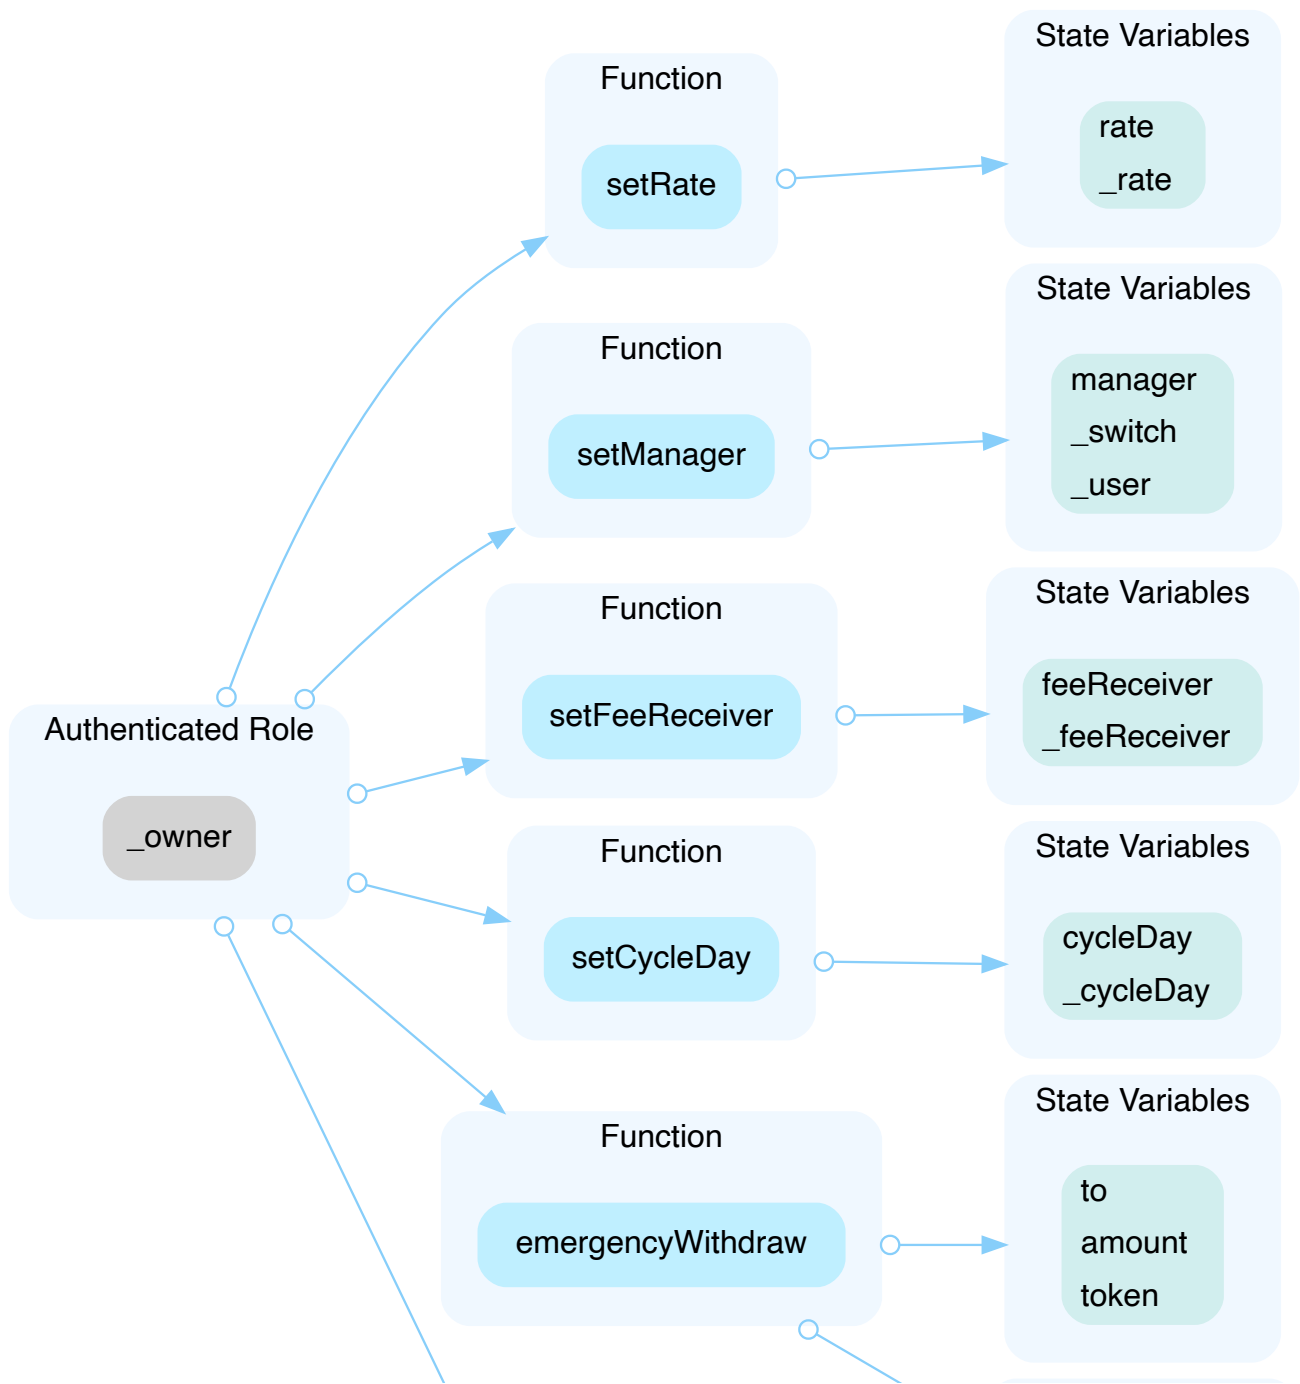 Authenticated Role
_owner
Function
setRate
State Variables
rate
_rate
Function
setManager
State Variables
manager
_switch
_user
Function
setFeeReceiver
State Variables
feeReceiver
_feeReceiver
Function
setCycleDay
State Variables
cycleDay
_cycleDay
Function
emergencyWithdraw
State Variables
to
amount
token